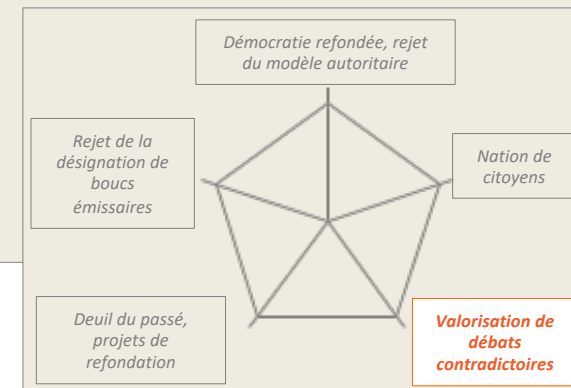 Démocratie refondée, rejet
du modèle autoritaire
Rejet de la
désignation de
boucs
émissaires
Nation de
citoyens
Deuil du passé,
projets de
refondation
Valorisation de
débats
contradictoires